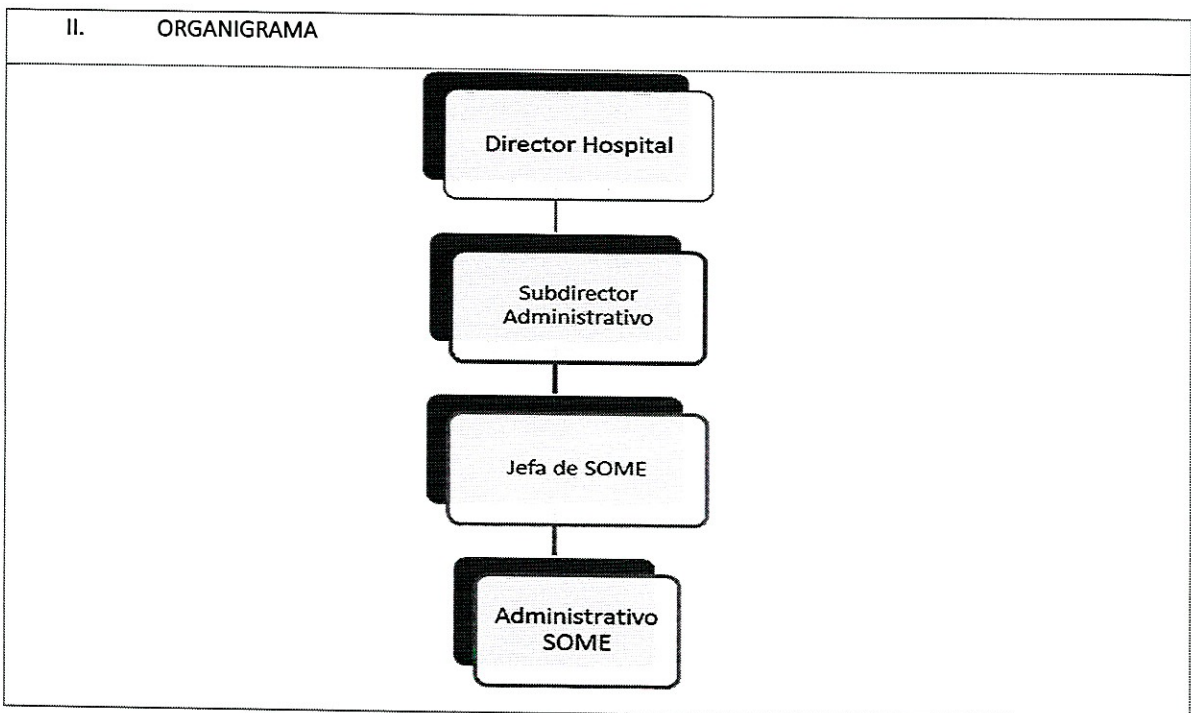 II. ORGANIGRAMA
Director Hospital
Subdirector
Administrativo
Jefa de SOME
Administrativo
SOME